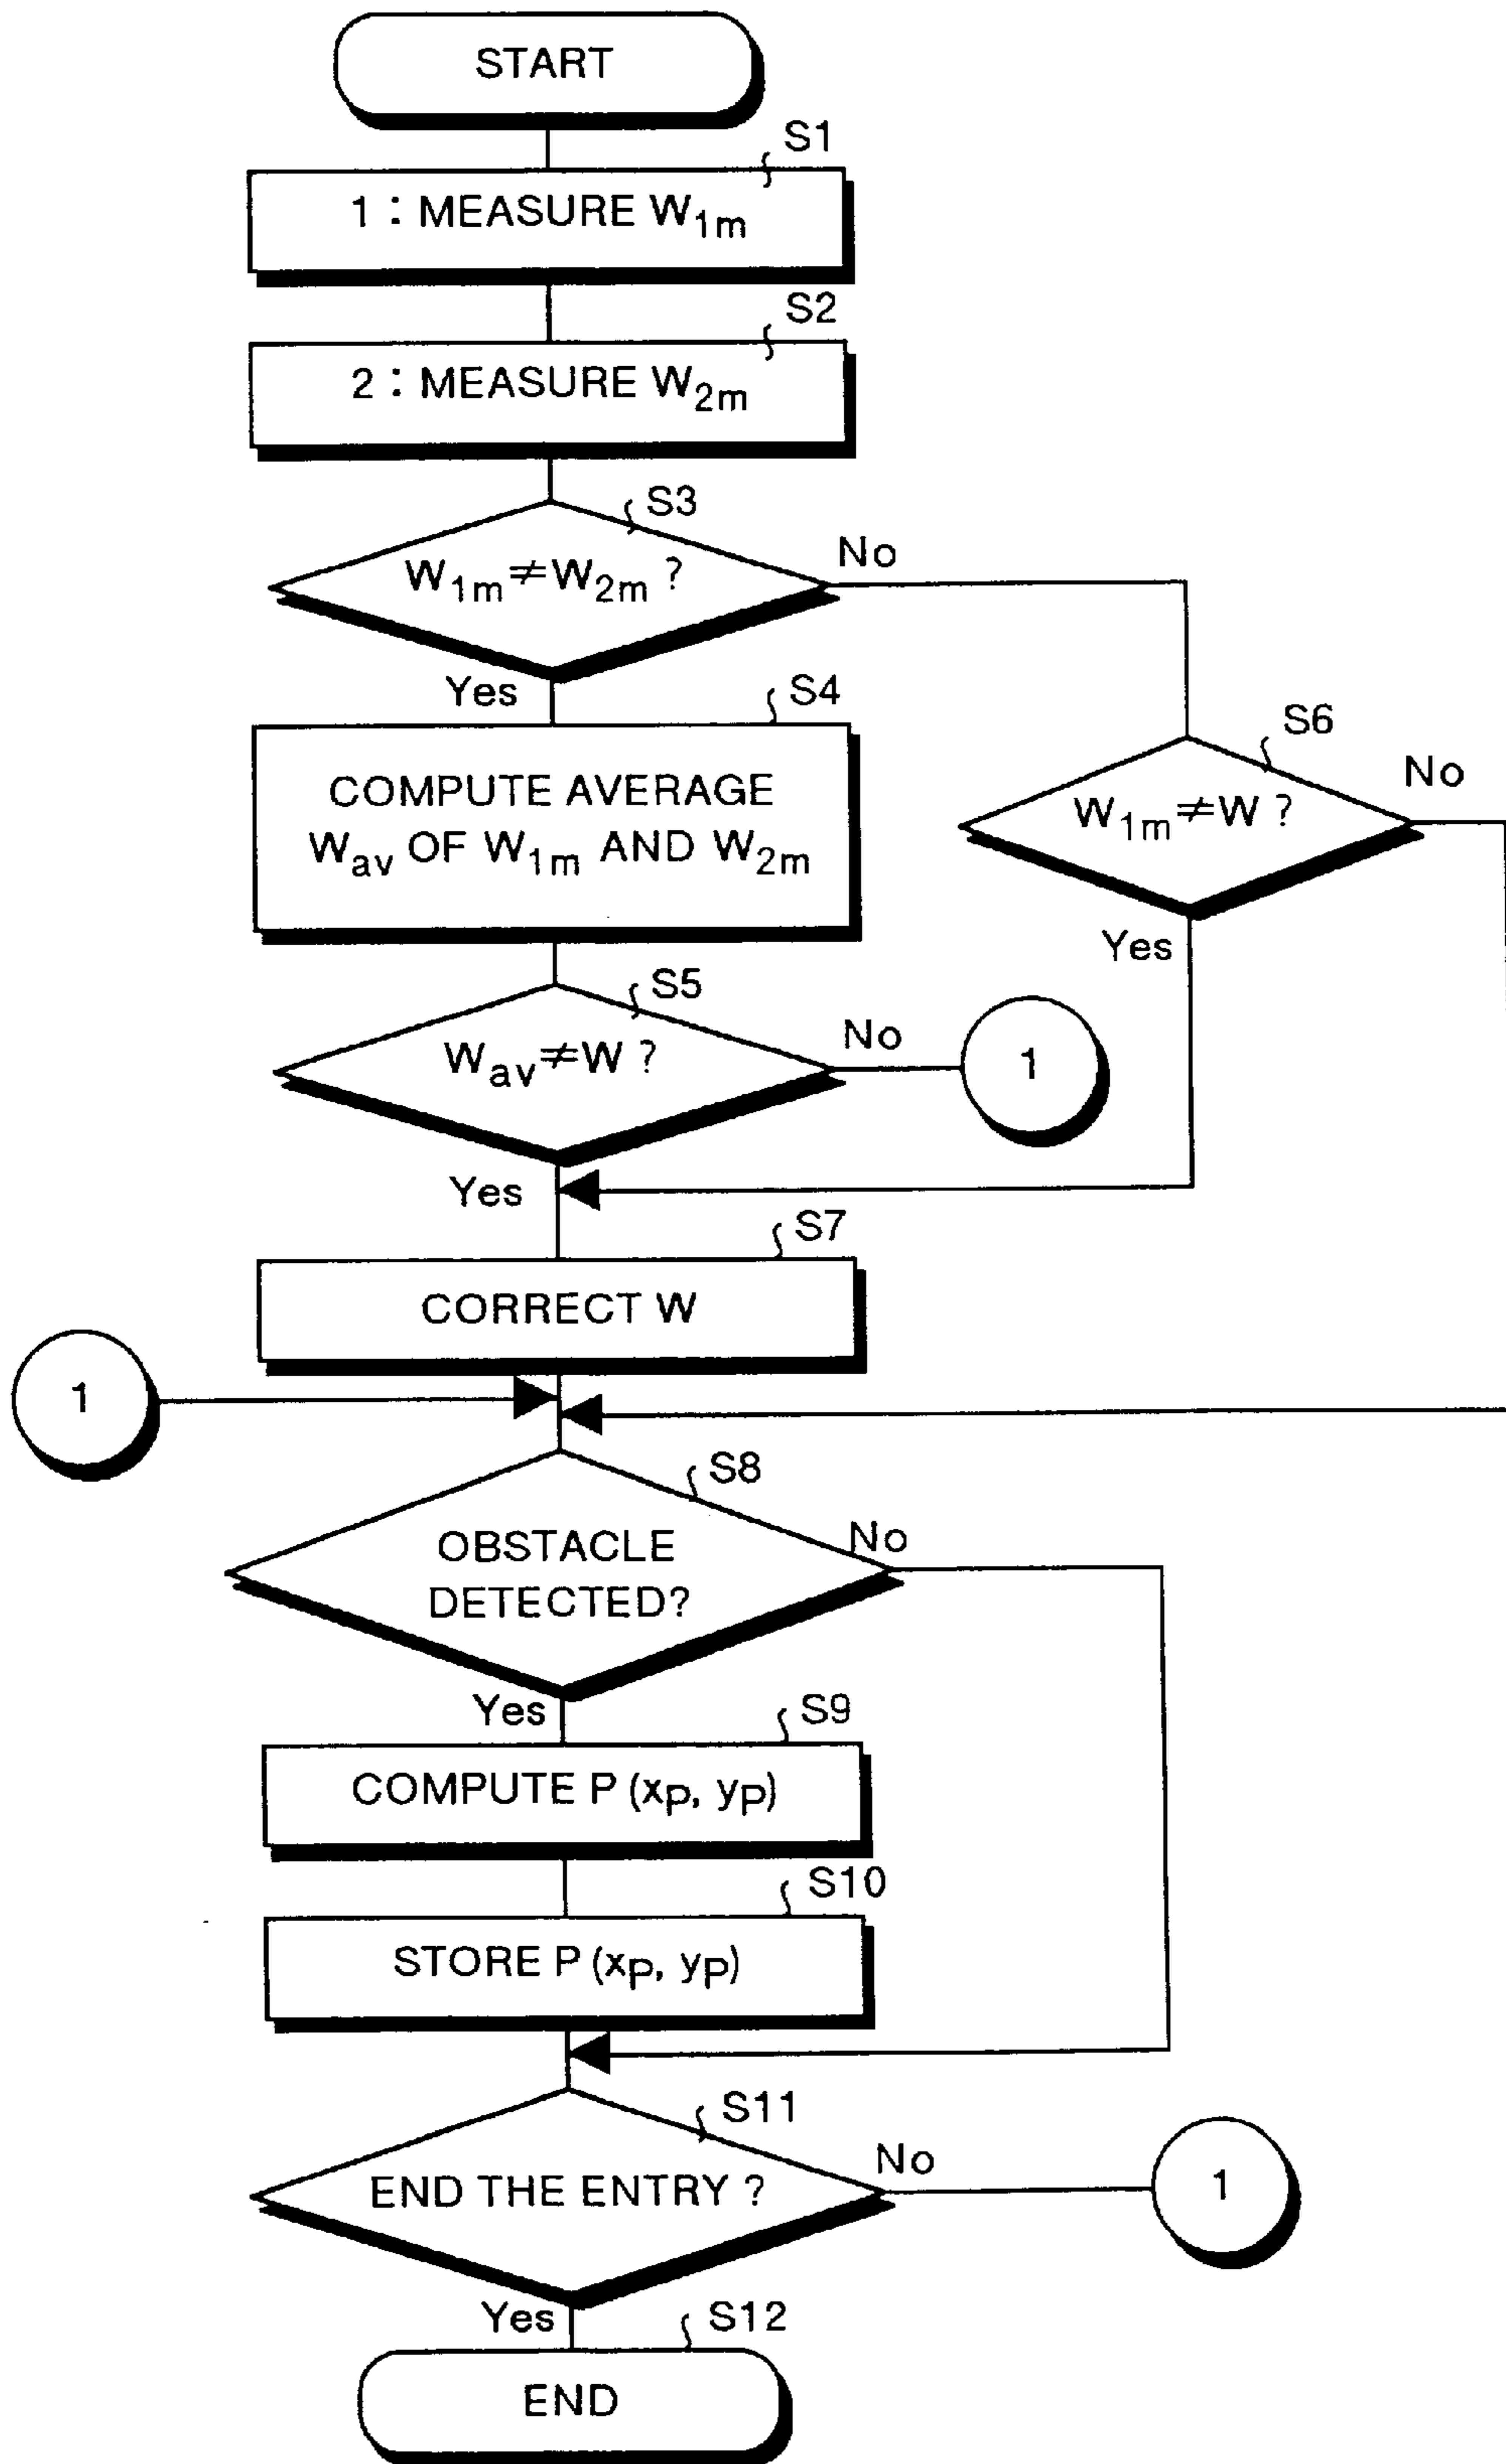 START
S1
1 : MEASURE W1m
S2
2 : MEASURE W2m
S3
W1m≠W2m ?
No
Yes
S4
COMPUTE AVERAGE
Wav OF W1m AND W2m
S6
W1m≠W ?
No
Yes
S5
Wav≠W ?
No
1
Yes
S7
CORRECT W
1
S8
OBSTACLE
DETECTED?
No
Yes
S9
COMPUTE P (xP, yP)
S10
STORE P (xP, yP)
S11
END THE ENTRY ?
No
1
Yes
S12
END